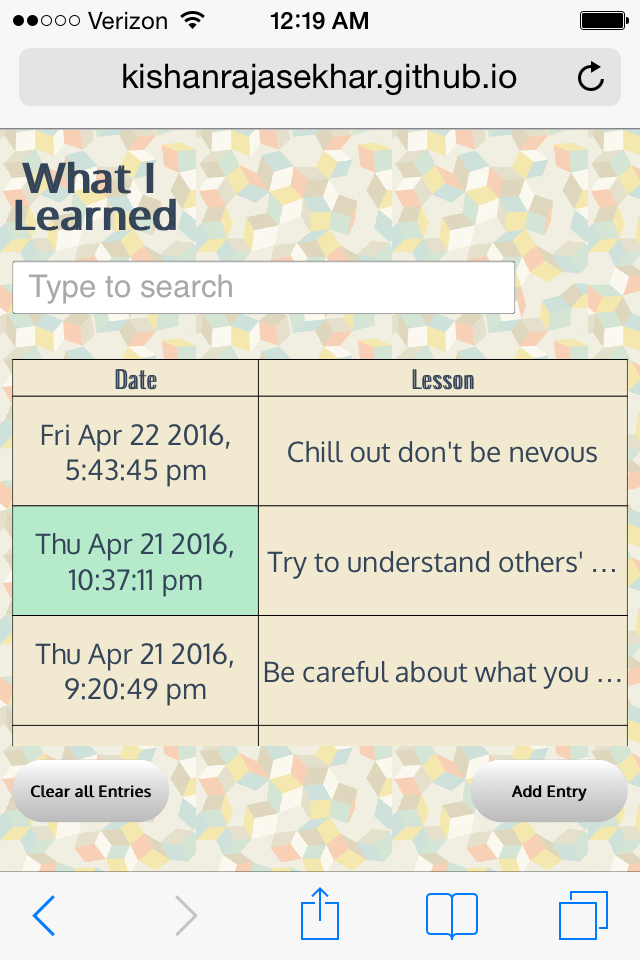 Verizon 12:19 AM
kishanrajasekhar.github.io
What I
Learned
Type to search
Date Lesson
Fri Apr 22 2016,
5:43:45 pm
Chill out don't be nevous
Thu Apr 21 2016,
10:37:11 pm
Try to understand others' ...
Thu Apr 21 2016,
9:20:49 pm
Be careful about what you ...
Clear all Entries Add Entry